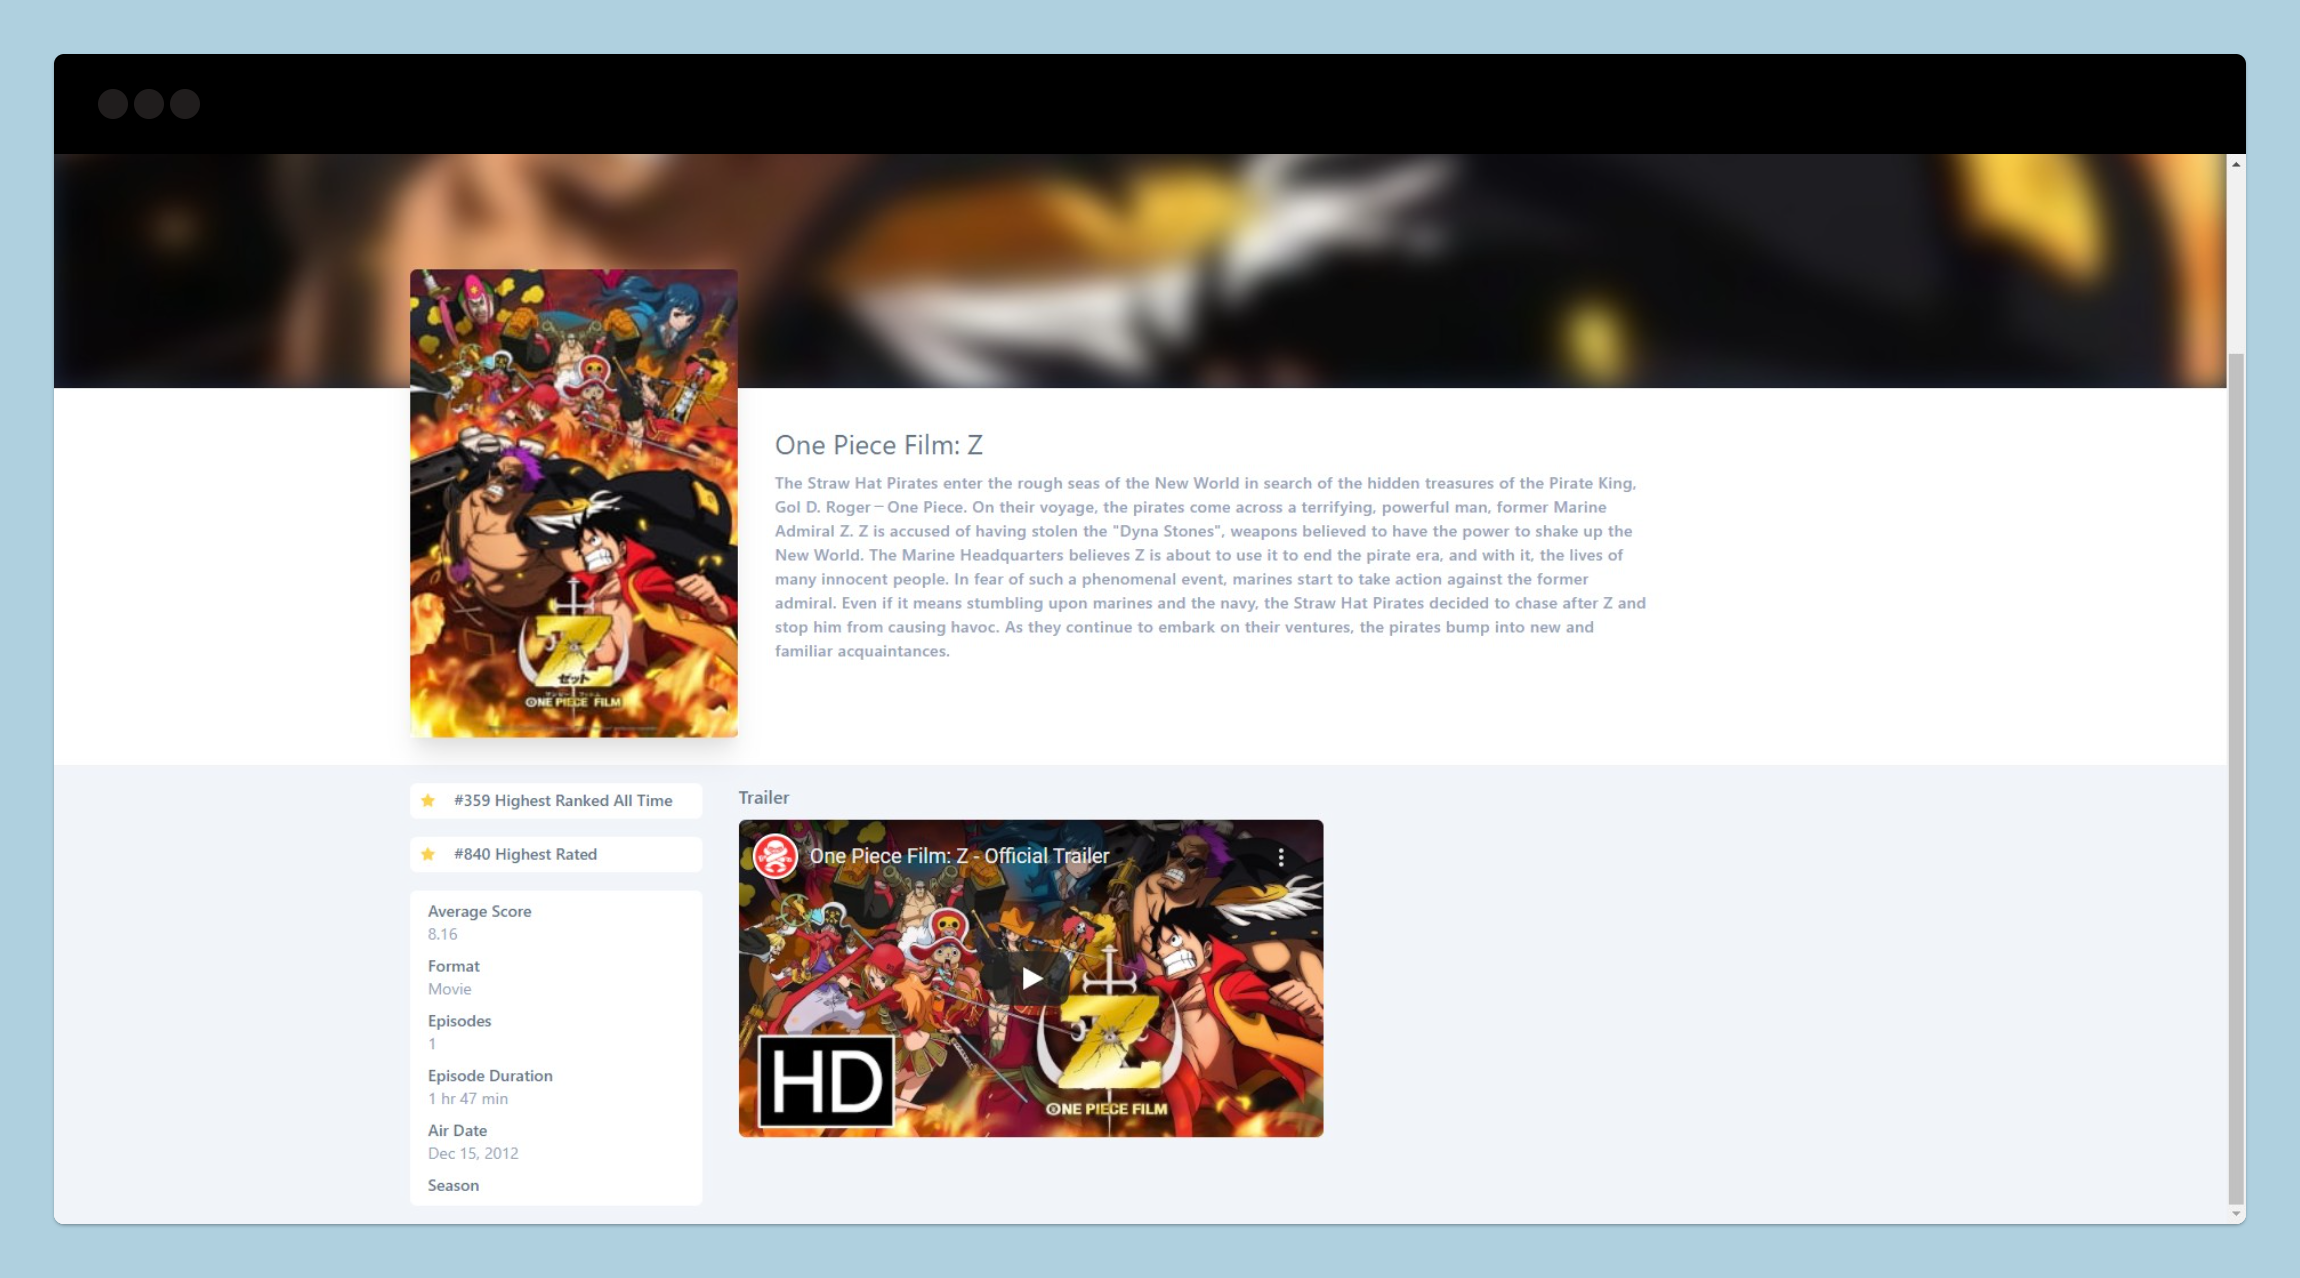 One Piece Film: Z
The Straw Hat Pirates enter the rough seas of the New World in search of the hidden treasures of the Pirate King,
Gol D. Roger—One Piece. On their voyage, the pirates come across a terrifying, powerful man, former Marine
Admiral Z. Z is accused of having stolen the "Dyna Stones", weapons believed to have the power to shake up the
New World. The Marine Headquarters believes Z is about to use it to end the pirate era, and with it, the lives of
many innocent people. In fear of such a phenomenal event, marines start to take action against the former
admiral. Even if it means stumbling upon marines and the navy, the Straw Hat Pirates decided to chase after Z and
stop him from causing havoc. As they continue to embark on their ventures, the pirates bump into new and
familiar acquaintances.
Z
ゼット
ONE PIECE FILM
#359 Highest Ranked All Time
#840 Highest Rated
Average Score
8.16
Format
Movie
Episodes
1
Episode Duration
1 hr 47 min
Air Date
Dec 15, 2012
Season
Trailer
One Piece Film: Z - Official Trailer
Z
HD
ONE PIECE FILM